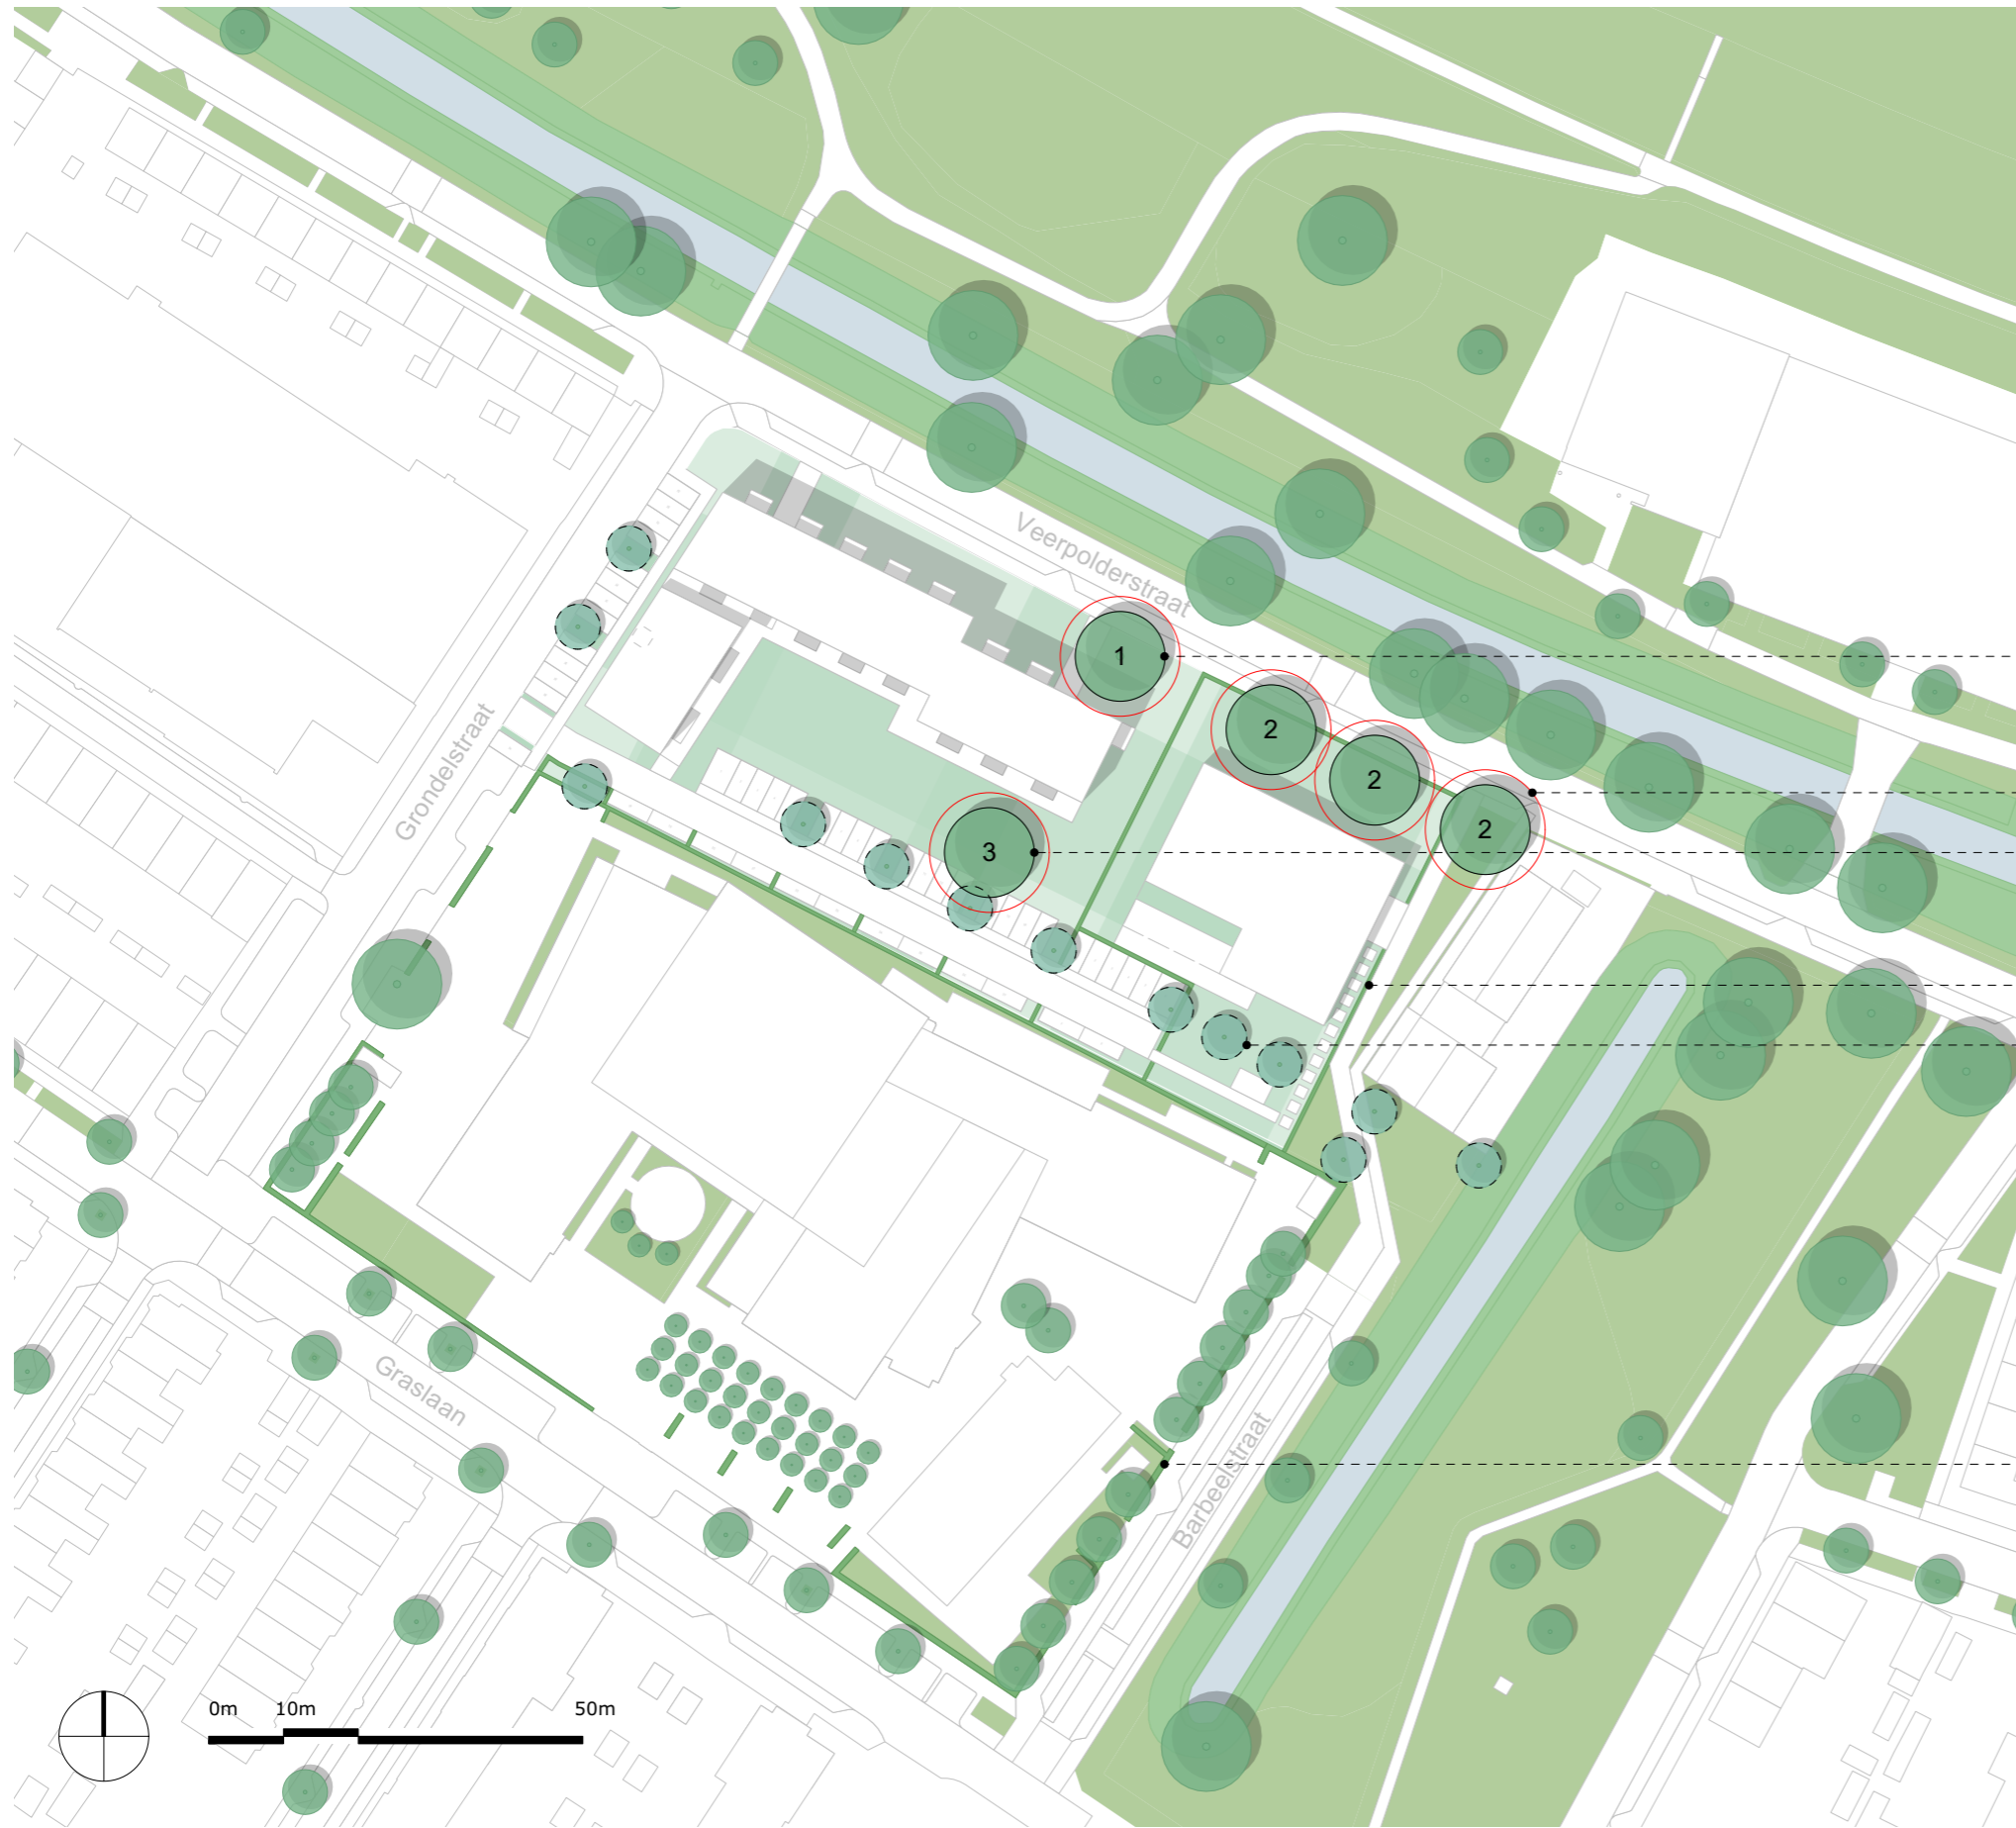 Veerpolderstraat
1
2
2
2
3
Grondelstraat
Graslaan
Barbeelstraat
0m 10m 50m